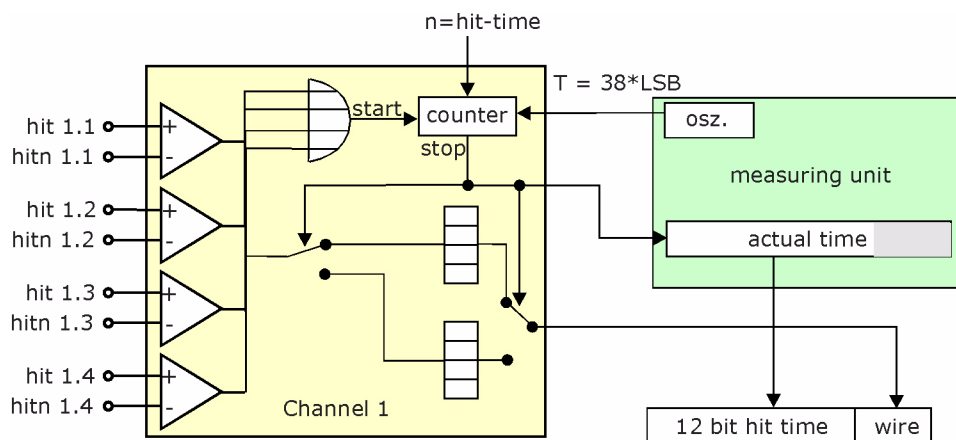 n=hit-time
T = 38*LSB
hit 1.1
+
start
counter
osz.
hitn 1.1
-
stop
measuring unit
hit 1.2
+
hitn 1.2
-
actual time
hit 1.3
+
hitn 1.3
-
hit 1.4
+
hitn 1.4
-
Channel 1
12 bit hit time
wire